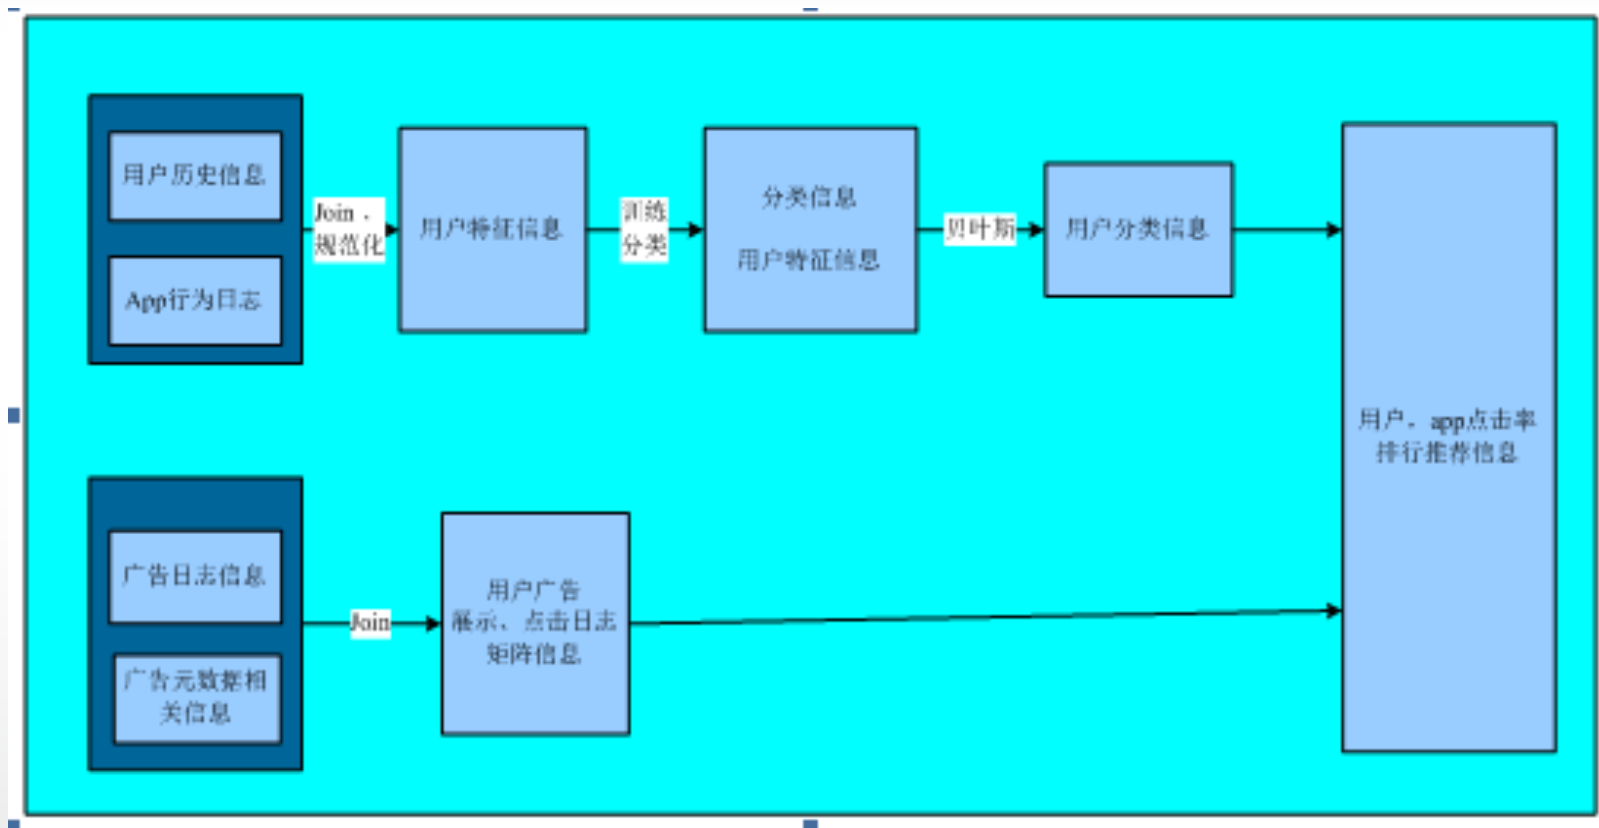 用户历史信息
App行为日志
Join，
规范化
用户特征信息
训练
分类
分类信息
用户特征信息
贝叶斯
用户分类信息
用户，app点击率
排行推荐信息
广告日志信息
广告元数据相
关信息
Join
用户广告
展示、点击日志
矩阵信息